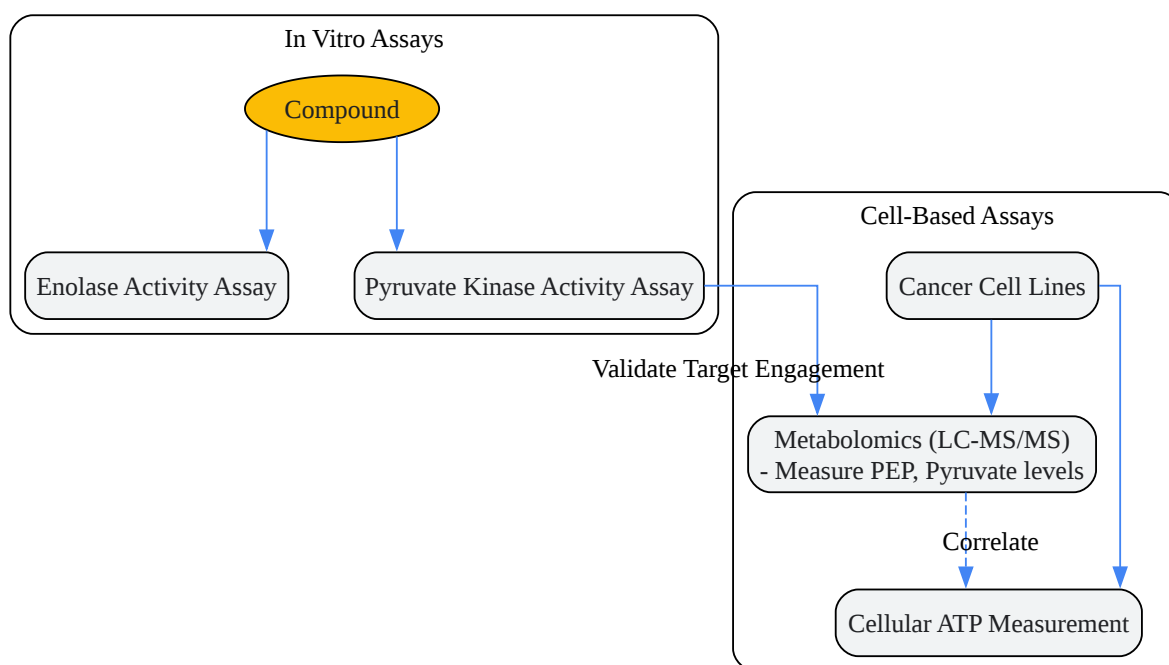 In Vitro Assays
Compound
Enolase Activity Assay
Pyruvate Kinase Activity Assay
Cell-Based Assays
Cancer Cell Lines
Validate Target Engagement
Metabolomics (LC-MS/MS)
- Measure PEP, Pyruvate levels
Correlate
Cellular ATP Measurement